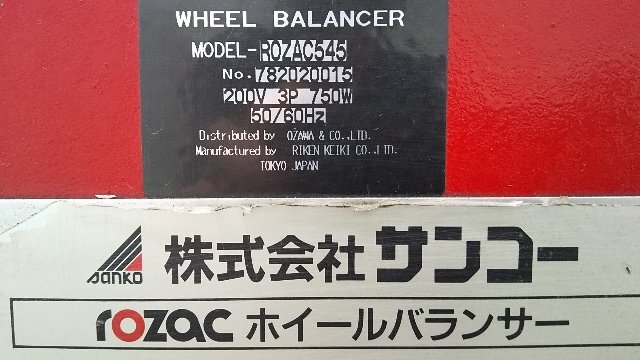 WHEEL BALANCER
MODEL-ROZAC545
No. 782020015
200V 3P 750W
50/60Hz
Distributed by OZAWA & CO.,LTD.
Manufactured by RIKEN KEIKI CO.,LTD.
TOKYO JAPAN
sanko 株式会社 サンコー
rozac ホイールバランサー